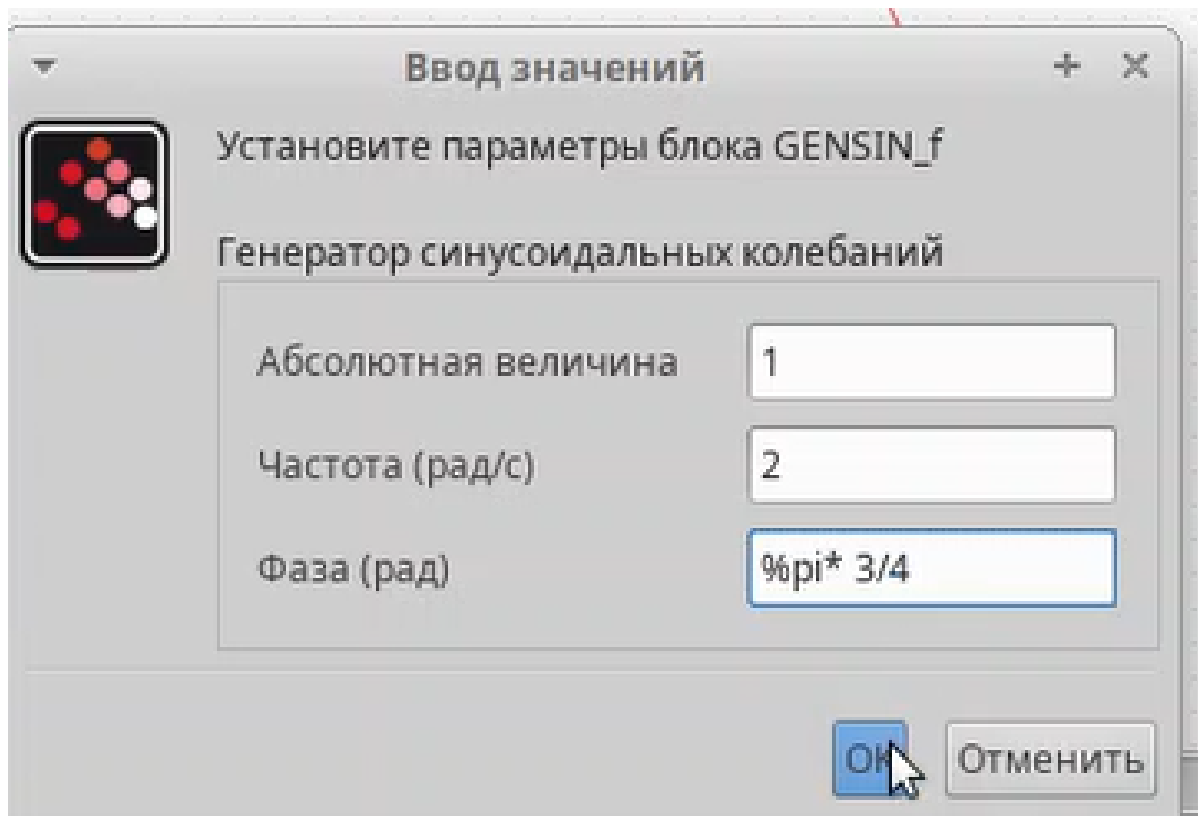 Ввод значений
Установите параметры блока GENSIN_f
Генератор синусоидальных колебаний
Абсолютная величина 1
Частота (рад/с) 2
Фаза (рад) %pi* 3/4
OK Отменить